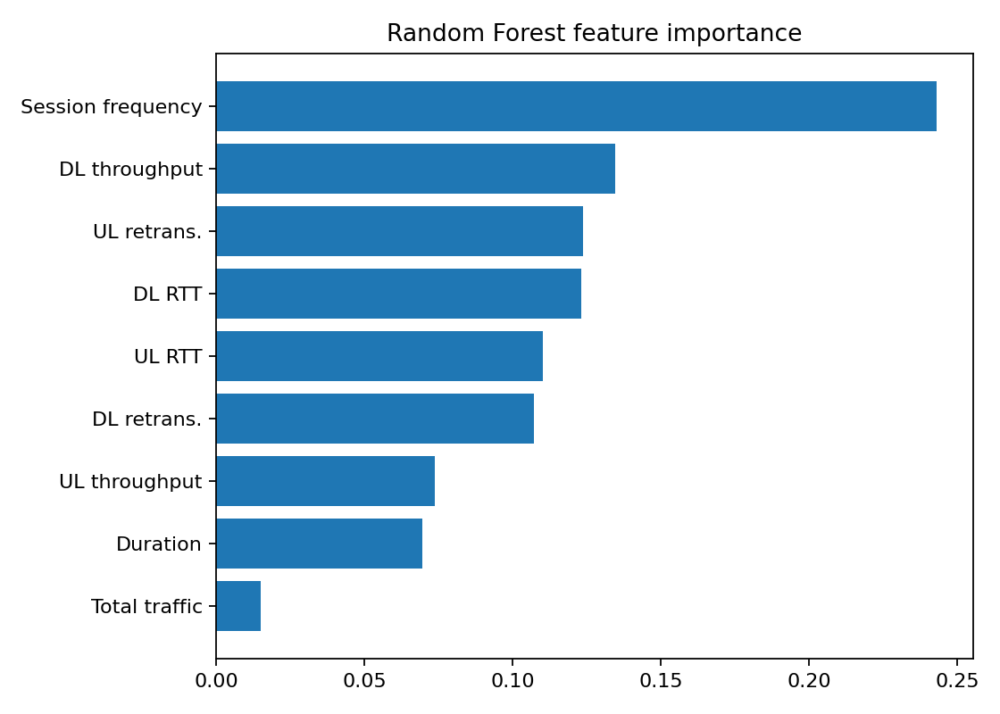 Random Forest feature importance
Session frequency
DL throughput
UL retrans.
DL RTT
UL RTT
DL retrans.
UL throughput
Duration
Total traffic
0.00 0.05 0.10 0.15 0.20 0.25